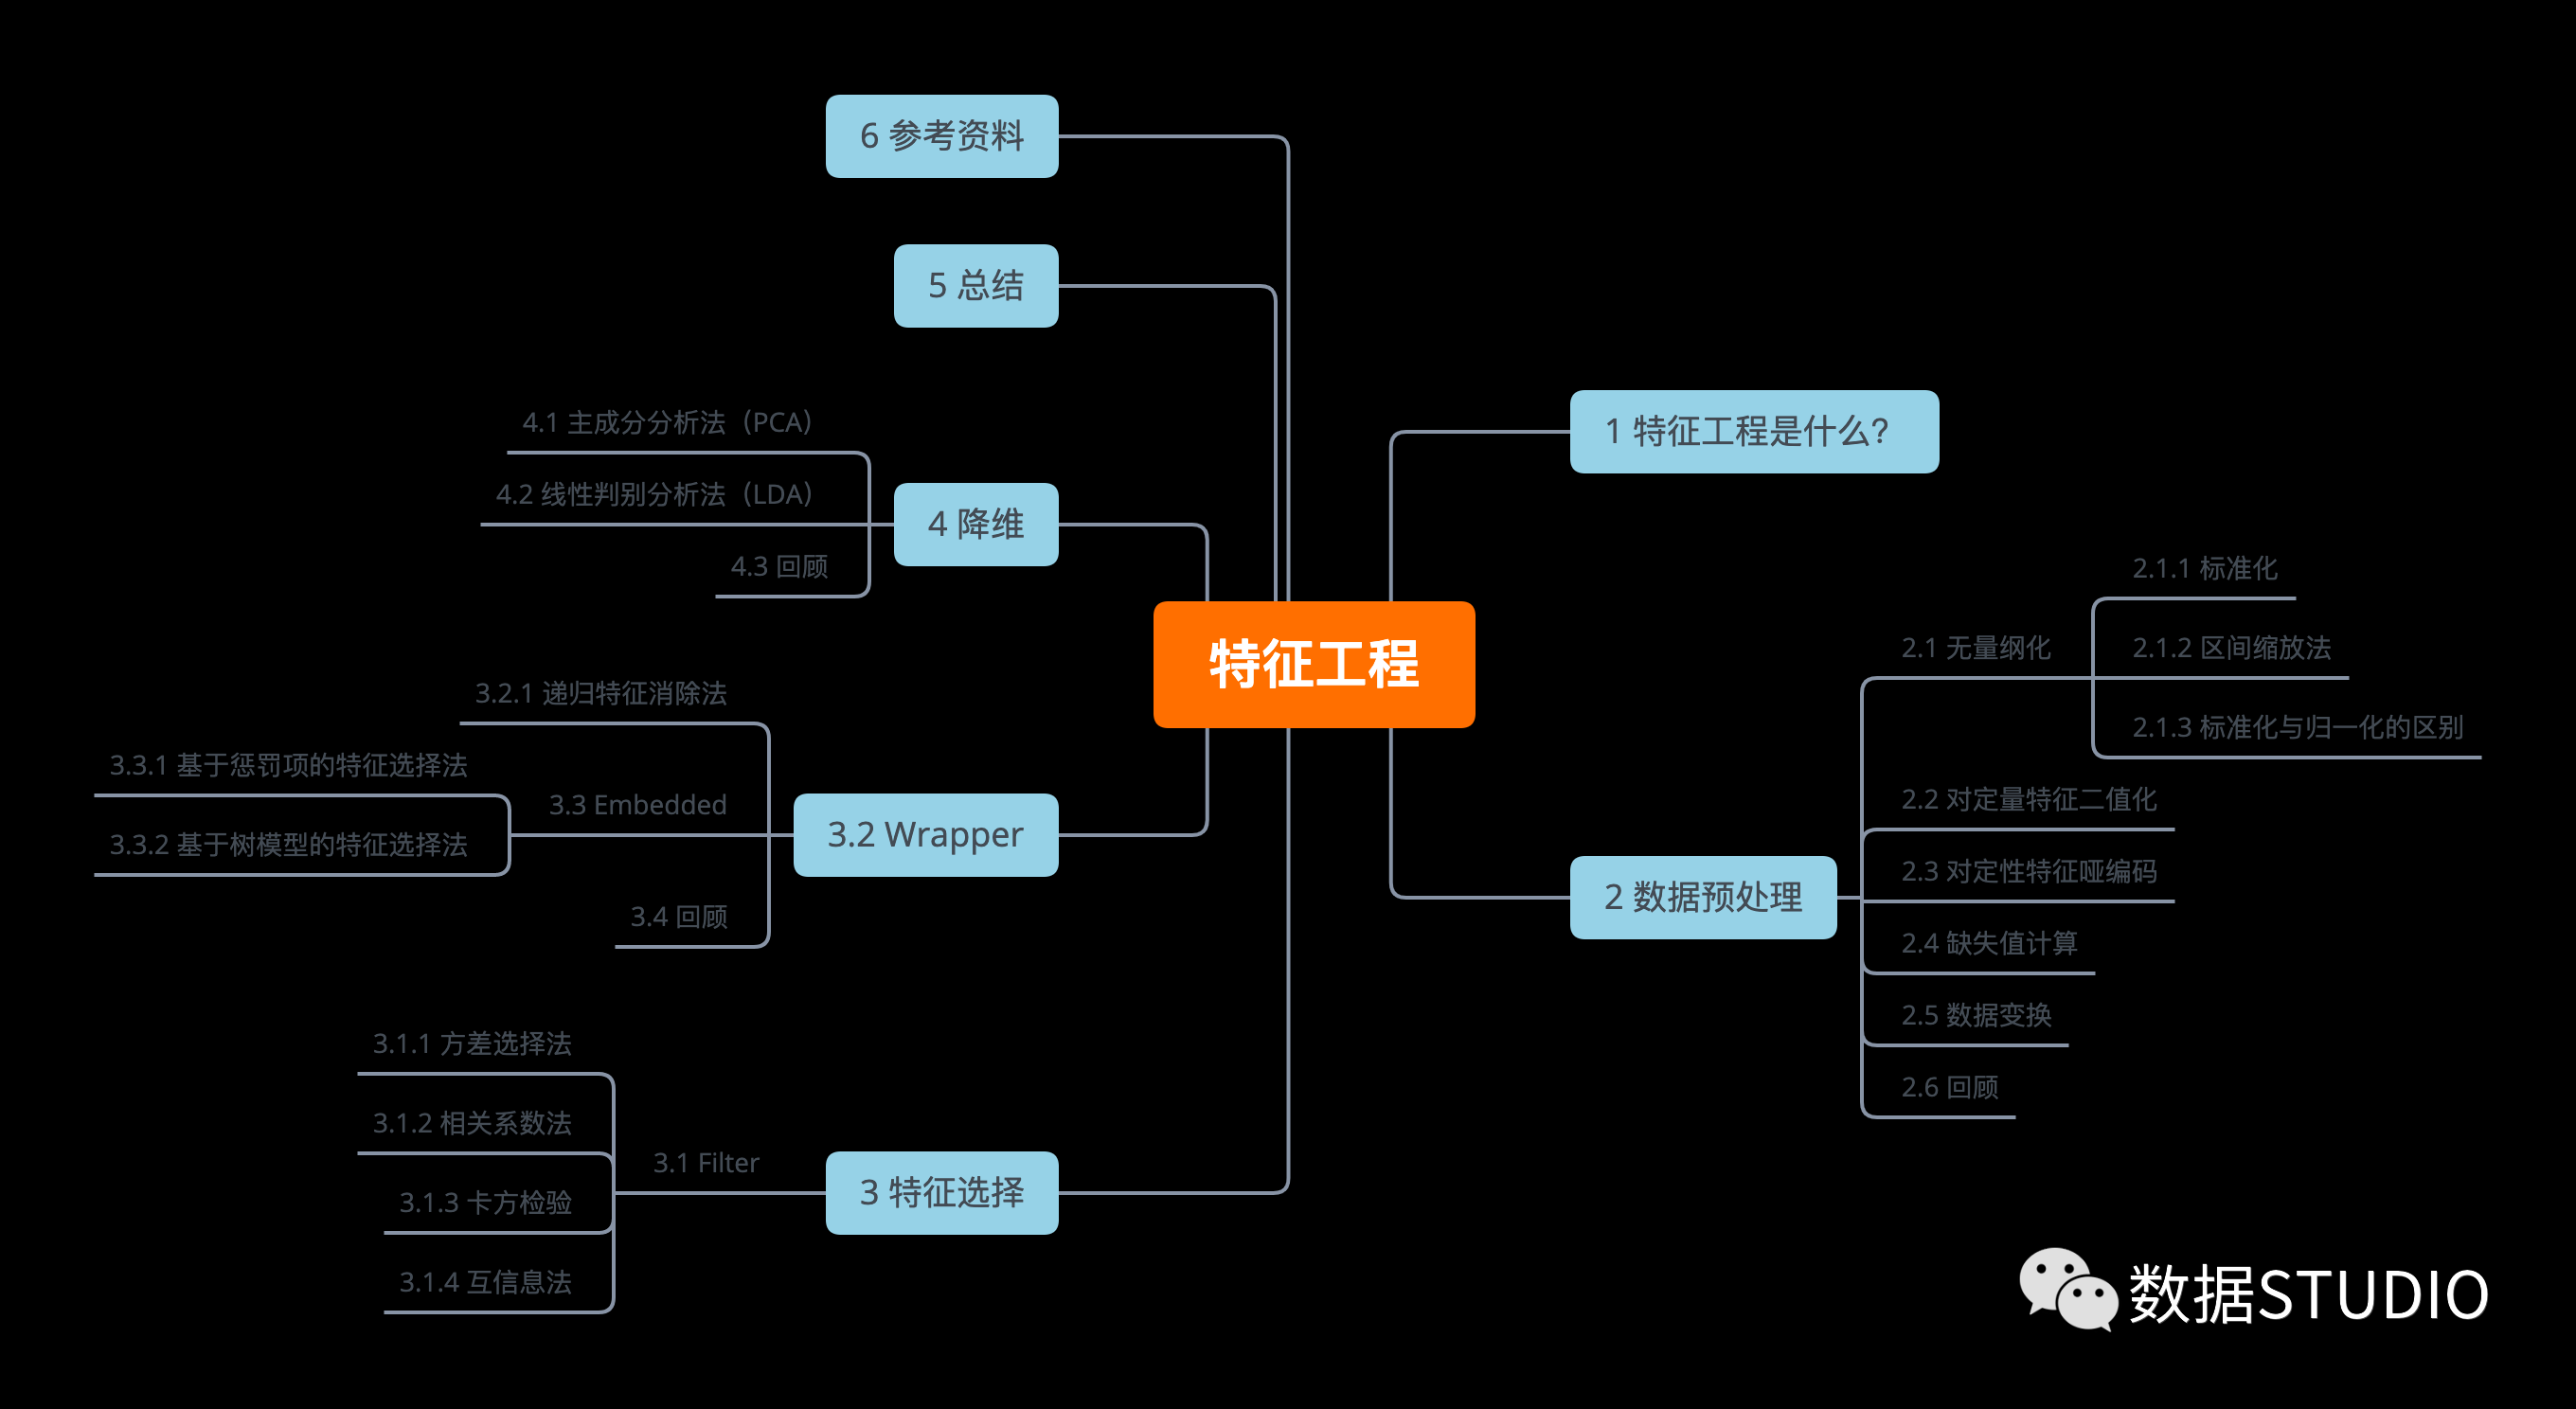 6 参考资料
5 总结
4.1 主成分分析法（PCA）
4.2 线性判别分析法（LDA）
4.3 回顾
4 降维
特征工程
3.2.1 递归特征消除法
3.3.1 基于惩罚项的特征选择法
3.3.2 基于树模型的特征选择法
3.3 Embedded
3.4 回顾
3.2 Wrapper
3.1.1 方差选择法
3.1.2 相关系数法
3.1.3 卡方检验
3.1.4 互信息法
3.1 Filter
3 特征选择
1 特征工程是什么?
2 数据预处理
2.1 无量纲化
2.1.1 标准化
2.1.2 区间缩放法
2.1.3 标准化与归一化的区别
2.2 对定量特征二值化
2.3 对定性特征哑编码
2.4 缺失值计算
2.5 数据变换
2.6 回顾
数据STUDIO